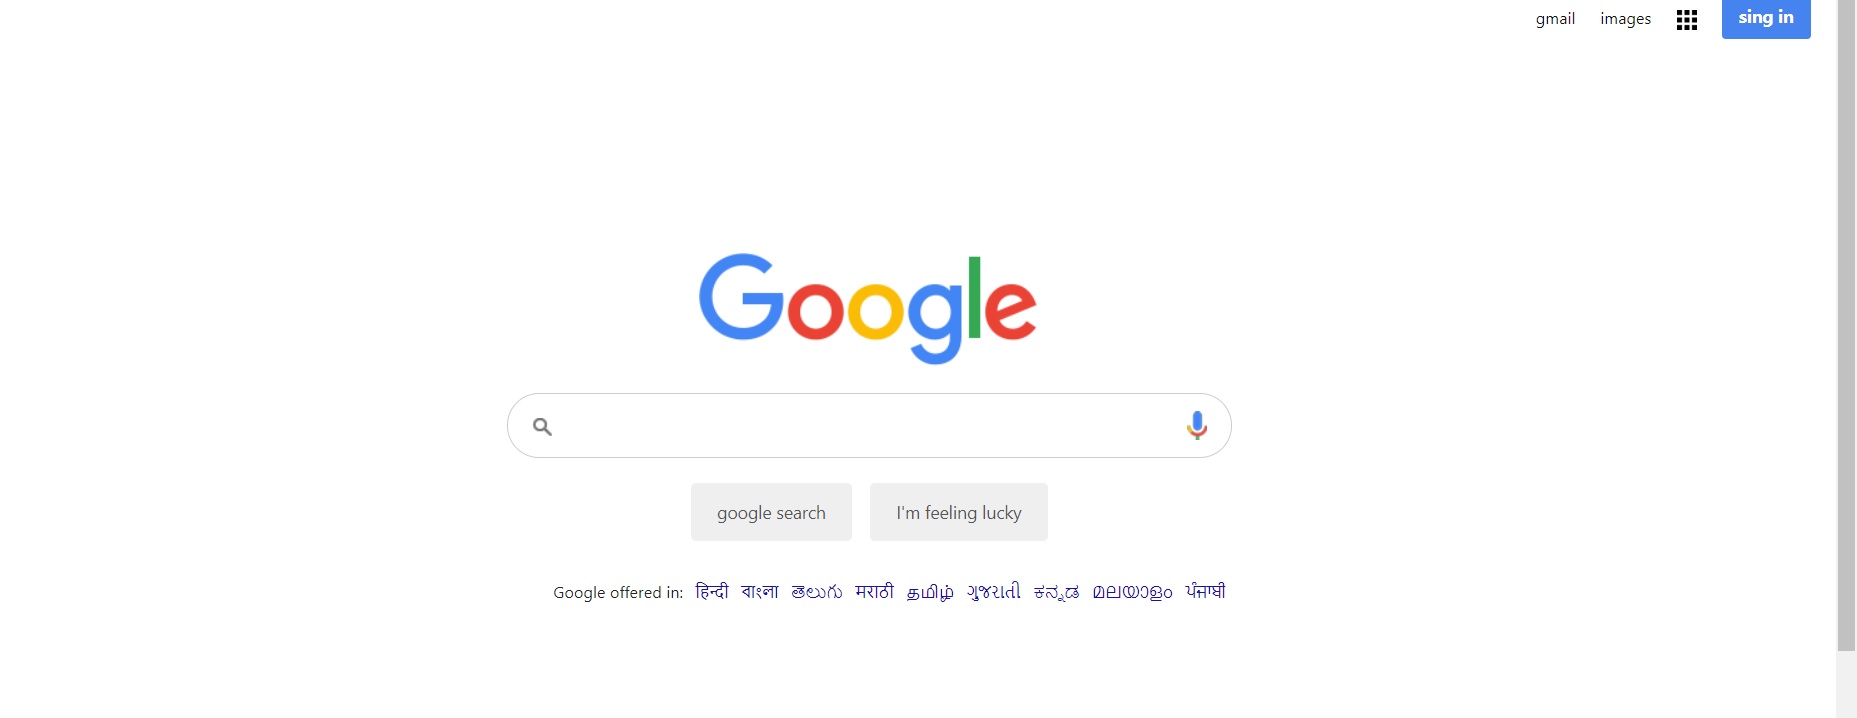 gmail images sing in
Google
google search I'm feeling lucky
Google offered in: हिन्दी বাংলা తెలుగు मराठी தமிழ் ગુજરાતી ಕನ್ನಡ മലയാളം ਪੰਜਾਬੀ